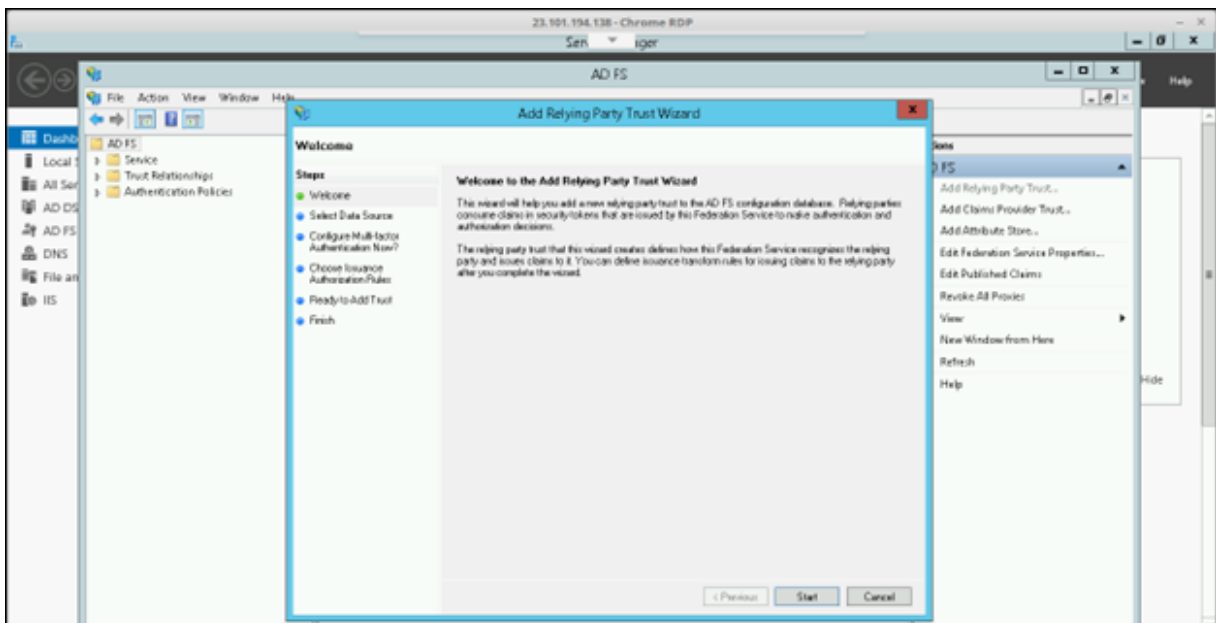 23.101.194.138 - Chrome RDP
AD FS
Help
File Action View Window Help
Add Relying Party Trust Wizard
Dashb
Local S
All Ser
AD DS
AD FS
DNS
File an
IIS
AD FS
Service
Trust Relationships
Authentication Policies
Welcome
Steps
Welcome
Select Data Source
Configure Multi-factor
Authentication Now?
Choose Issuance
Authorization Rules
Ready to Add Trust
Finish
Welcome to the Add Relying Party Trust Wizard
This wizard will help you add a new relying party trust to the AD FS configuration database. Relying parties
consume claims in security tokens that are issued by this Federation Service to make authentication and
authorization decisions.
The relying party trust that this wizard creates defines how this Federation Service recognizes the relying
party and issues claims to it. You can define issuance transform rules for issuing claims to the relying party
after you complete the wizard.
< Previous
Start
Cancel
ions
D FS
Add Relying Party Trust...
Add Claims Provider Trust...
Add Attribute Store...
Edit Federation Service Properties...
Edit Published Claims
Revoke All Proxies
View
New Window from Here
Refresh
Help
Hide